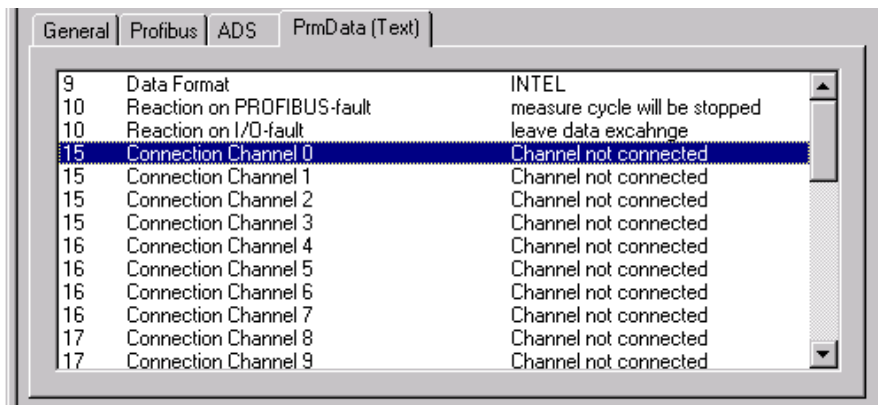 General Profibus ADS PrmData (Text)
9 Data Format INTEL
10 Reaction on PROFIBUS-fault measure cycle will be stopped
10 Reaction on I/O-fault leave data excahnge
15 Connection Channel 0 Channel not connected
15 Connection Channel 1 Channel not connected
15 Connection Channel 2 Channel not connected
15 Connection Channel 3 Channel not connected
16 Connection Channel 4 Channel not connected
16 Connection Channel 5 Channel not connected
16 Connection Channel 6 Channel not connected
16 Connection Channel 7 Channel not connected
17 Connection Channel 8 Channel not connected
17 Connection Channel 9 Channel not connected